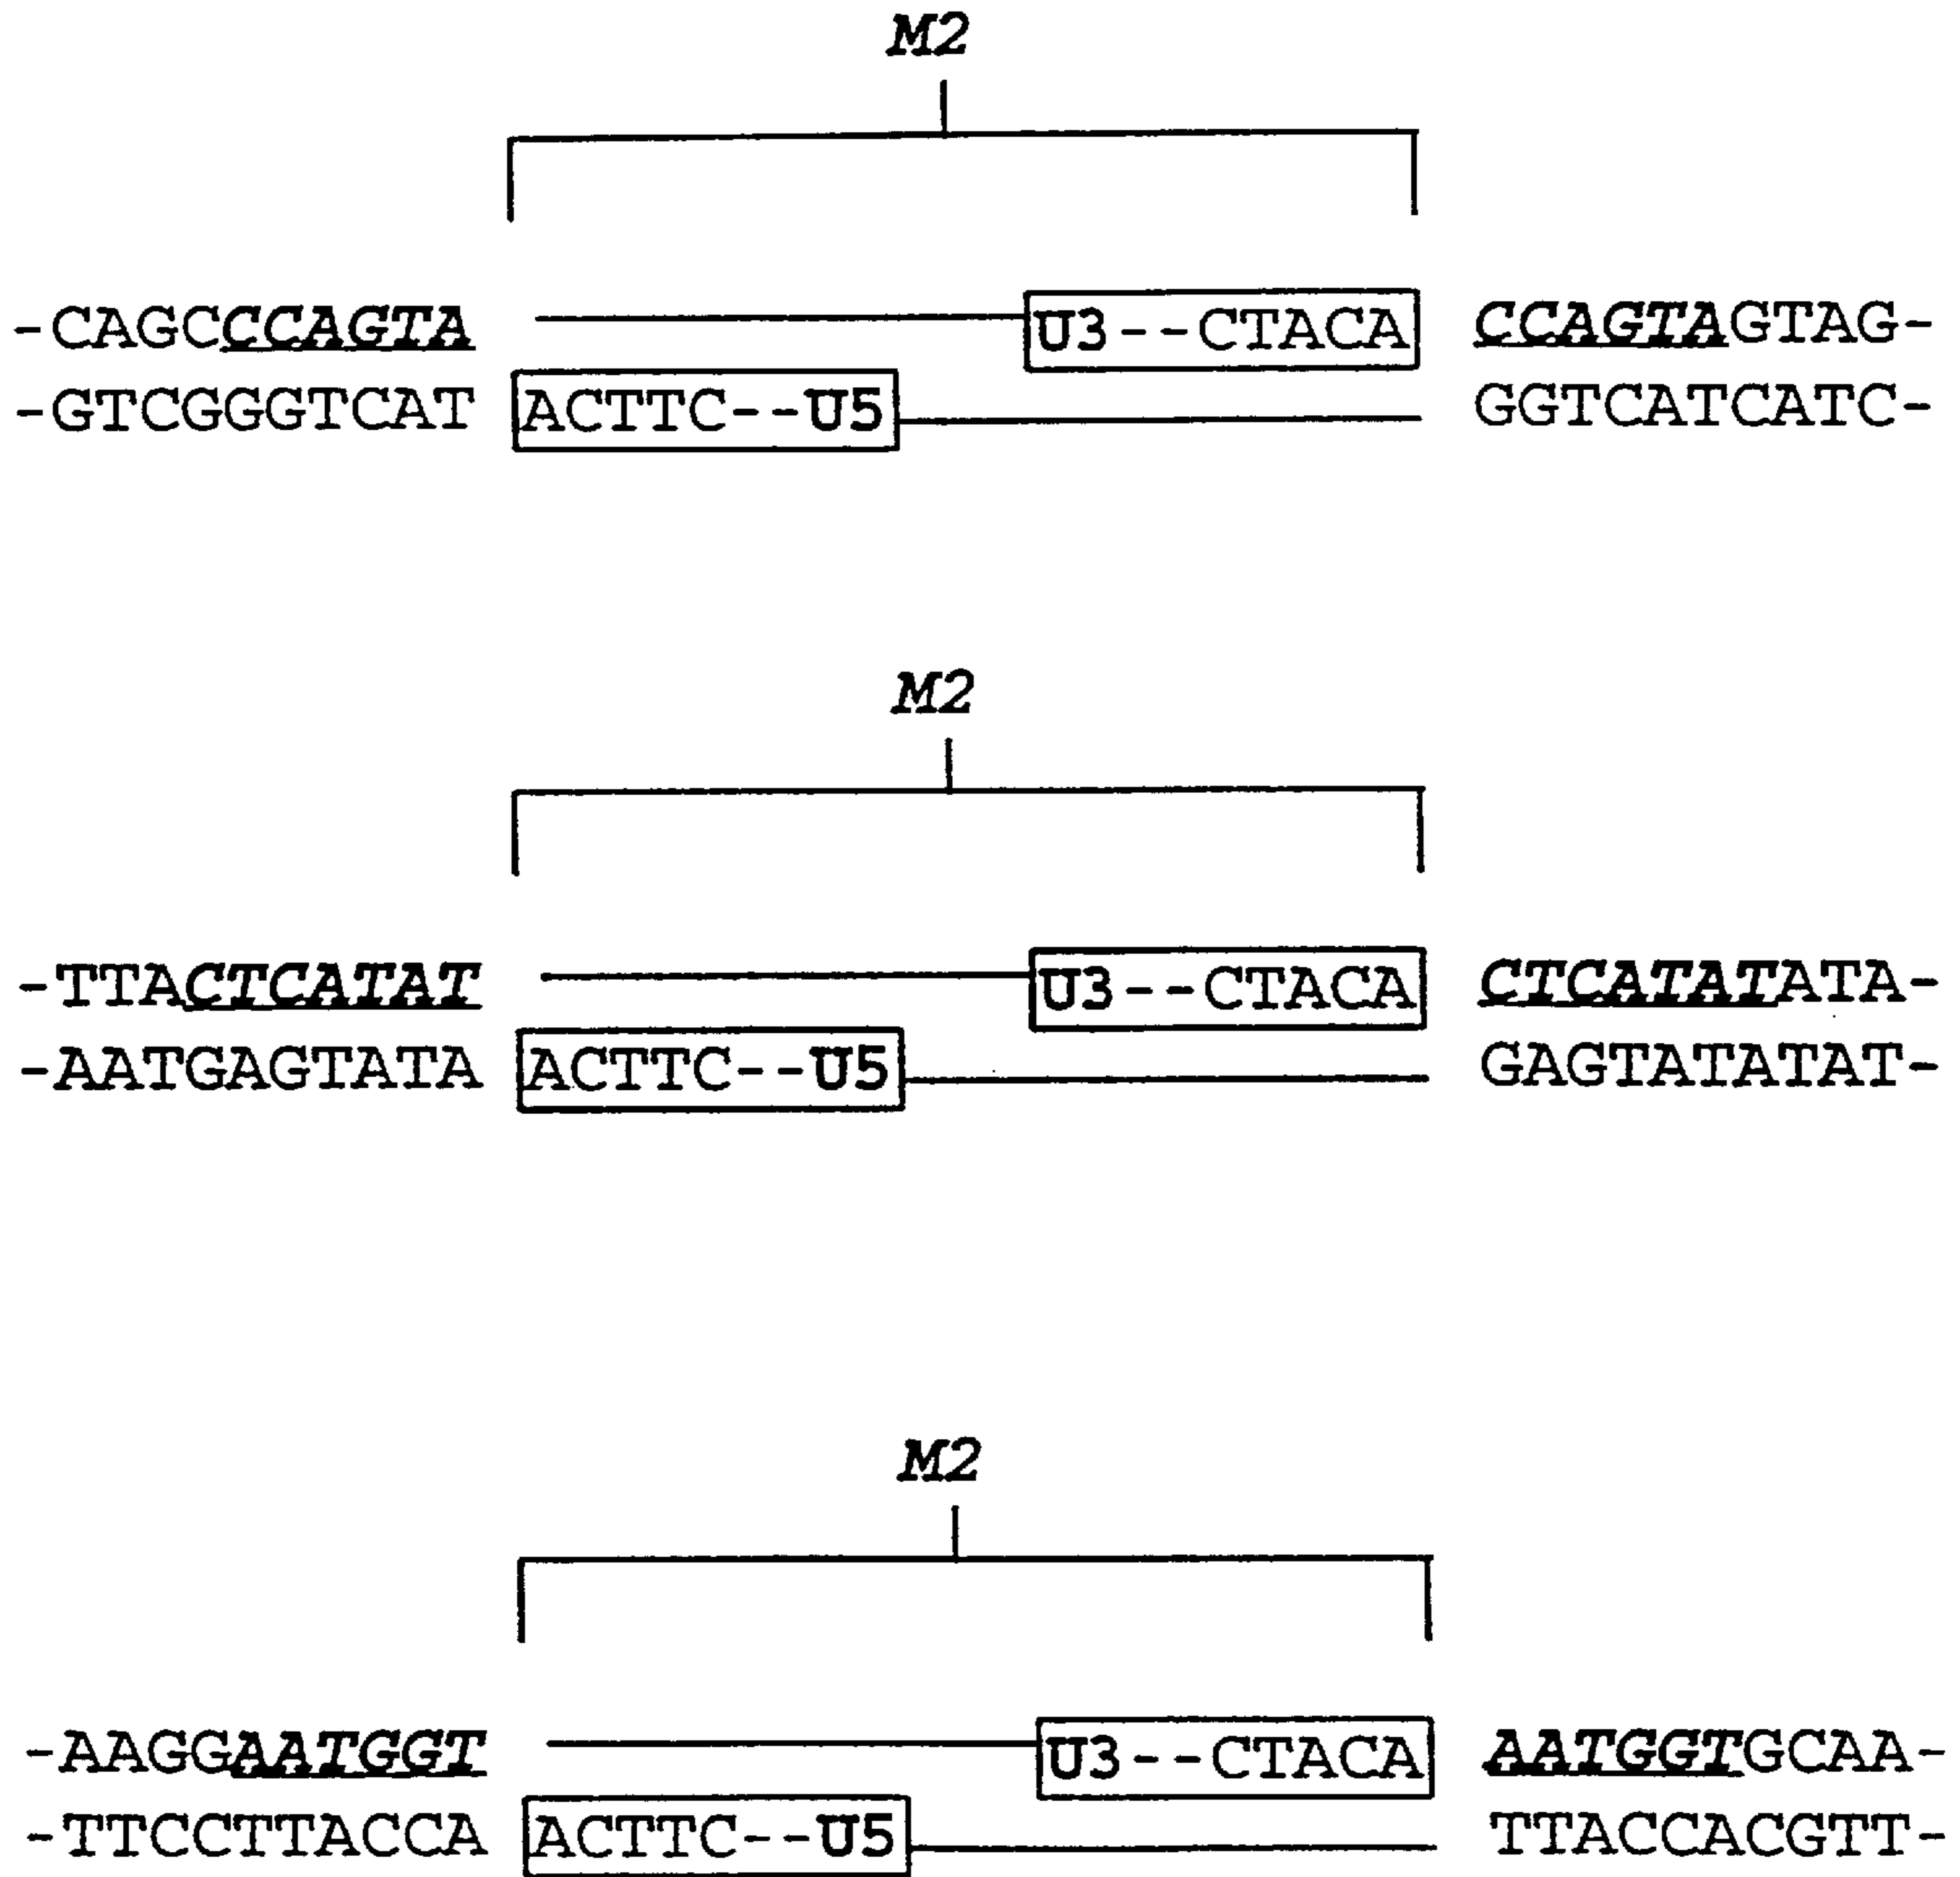 M2
-CAGCCCAGTA U3--CTACA CCAGTAGTAG-
-GTCGGGTCAT ACTTC--U5 GGTCATCATC-
M2
-TTACTCATAT U3--CTACA CTCATATATA-
-AATGAGTATA ACTTC--U5 GAGTATATAT-
M2
-AAGGAATGGT U3--CTACA AATGGTGCAA-
-TTCCTTACCA ACTTC--U5 TTACCACGTT-